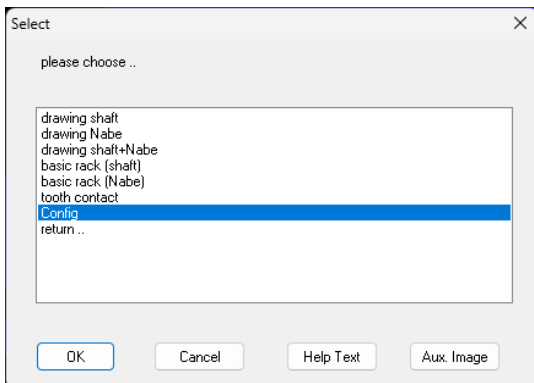 Select
please choose ..
drawing shaft
drawing Nabe
drawing shaft+Nabe
basic rack (shaft)
basic rack (Nabe)
tooth contact
Config
return ..
OK Cancel Help Text Aux. Image